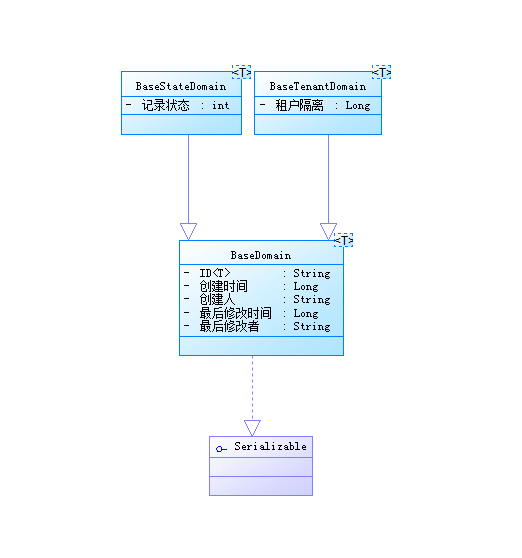 <T>
<T>
BaseStateDomain
- 记录状态 : int
BaseTenantDomain
- 租户隔离 : Long
<T>
BaseDomain
- ID<T> : String
- 创建时间 : Long
- 创建人 : String
- 最后修改时间 : Long
- 最后修改者 : String
Serializable